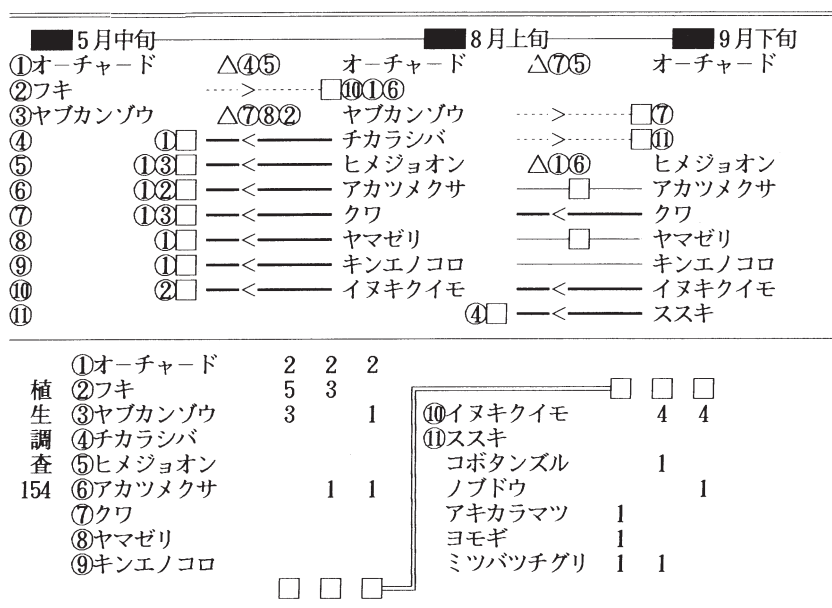 ■5月中旬 ■8月上旬 ■9月下旬
①オーチャード △④⑤ オーチャード △⑦⑤ オーチャード
②フキ ----->------□⑩①⑥
③ヤブカンゾウ △⑦⑧② ヤブカンゾウ ---->-------□⑦
④ ①□ ―<―― チカラシバ ---->-------□⑪
⑤ ①③□ ―<―― ヒメジョオン △①⑥ ヒメジョオン
⑥ ①②□ ―<―― アカツメクサ ――□―― アカツメクサ
⑦ ①③□ ―<―― クワ ―<―― クワ
⑧ ①□ ―<―― ヤマゼリ ――□―― ヤマゼリ
⑨ ①□ ―<―― キンエノコロ ―――― キンエノコロ
⑩ ②□ ―<―― イヌキクイモ ―<―― イヌキクイモ
⑪ ④□ ―<―― ススキ
植生調査154
①オーチャード 2 2 2
②フキ 5 3
③ヤブカンゾウ 3 1
④チカラシバ
⑤ヒメジョオン
⑥アカツメクサ 1 1
⑦クワ
⑧ヤマゼリ
⑨キンエノコロ
□ □ □
□ □ □
⑩イヌキクイモ 4 4
⑪ススキ
コボタンズル 1
ノブドウ 1
アキカラマツ 1
ヨモギ 1
ミツバツチグリ 1 1